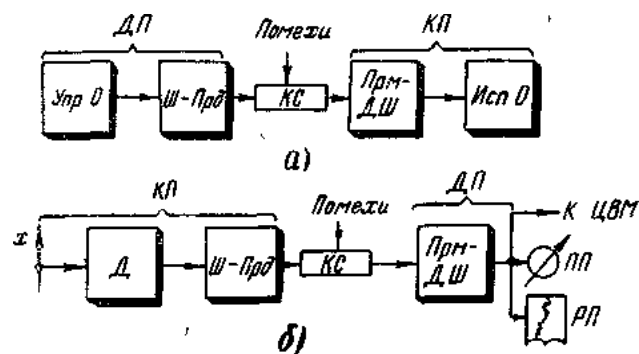 ДП Помехи КП
Упр О Ш-Прд КС Прм- Исп О
ДШ
а)
КП Помехи ДП
х Д Ш-Прд КС Прм- К ЦВМ
ДШ ПП
РП
б)